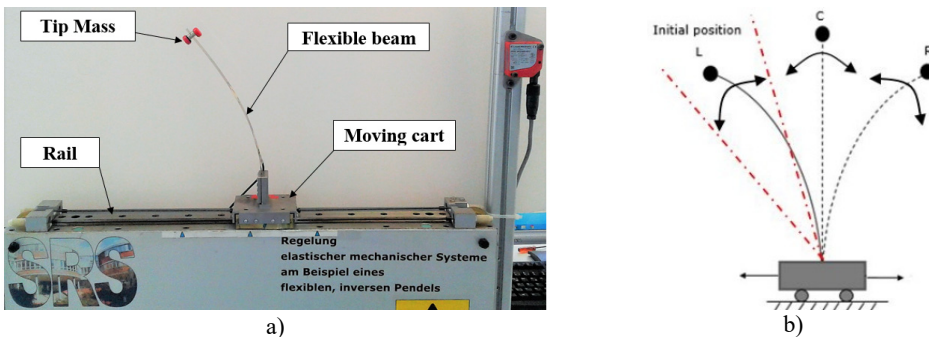 Tip Mass
Flexible beam
Moving cart
Rail
SRS
Regelung
elastischer mechanischer Systeme
am Beispiel eines
flexiblen, inversen Pendels
a)
Initial position
L
C
R
b)